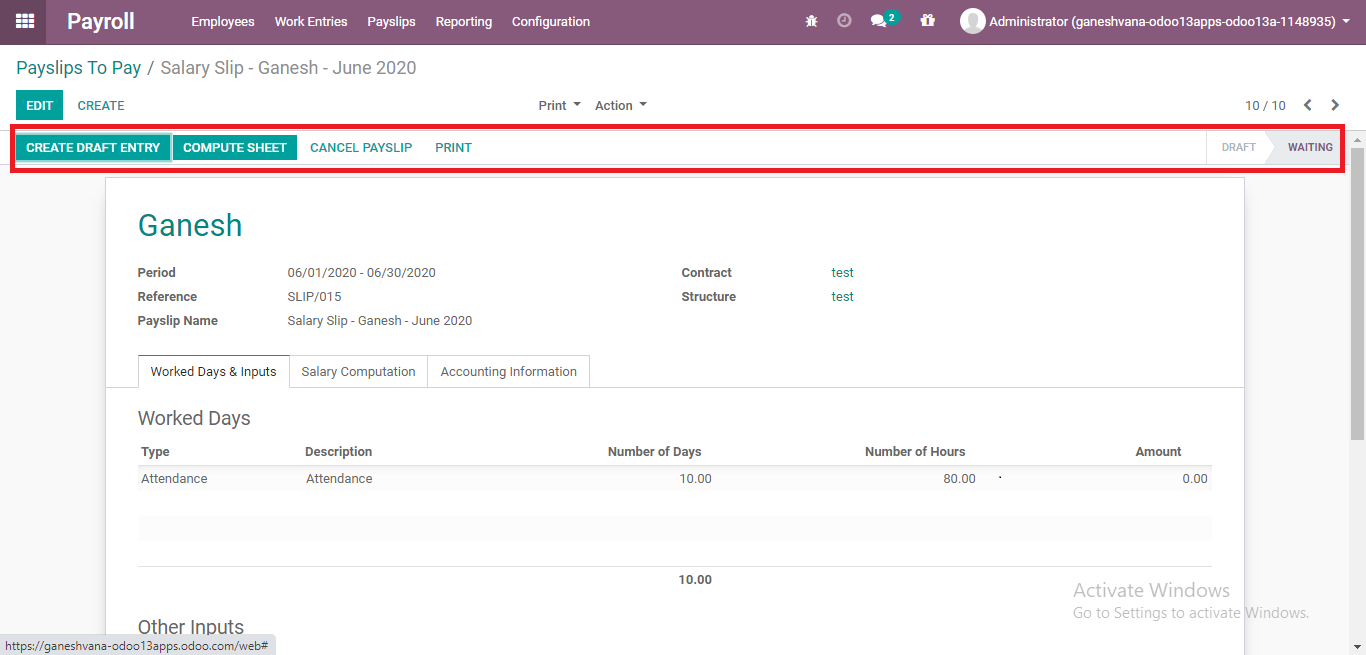 Payroll Employees Work Entries Payslips Reporting Configuration 2 Administrator (ganeshvana-odoo13apps-odoo13a-1148935)
Payslips To Pay / Salary Slip - Ganesh - June 2020
EDIT CREATE Print Action 10 / 10
CREATE DRAFT ENTRY COMPUTE SHEET CANCEL PAYSLIP PRINT DRAFT WAITING
Ganesh
Period 06/01/2020 - 06/30/2020 Contract test
Reference SLIP/015 Structure test
Payslip Name Salary Slip - Ganesh - June 2020
Worked Days & Inputs Salary Computation Accounting Information
Worked Days
Type Description Number of Days Number of Hours Amount
Attendance Attendance 10.00 80.00 0.00
10.00
Activate Windows
Go to Settings to activate Windows.
Other Inputs
https://ganeshvana-odoo13apps.odoo.com/web#